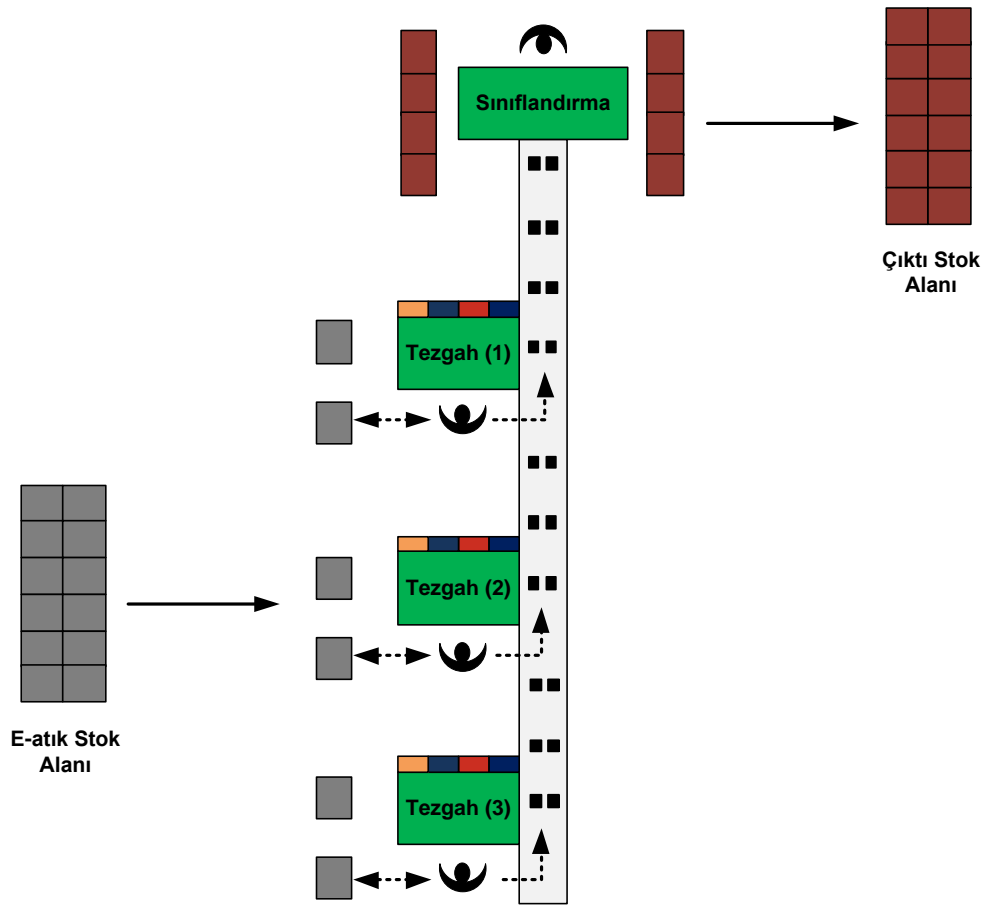 Sınıflandırma
Çıktı Stok
Alanı
Tezgah (1)
Tezgah (2)
E-atık Stok
Alanı
Tezgah (3)